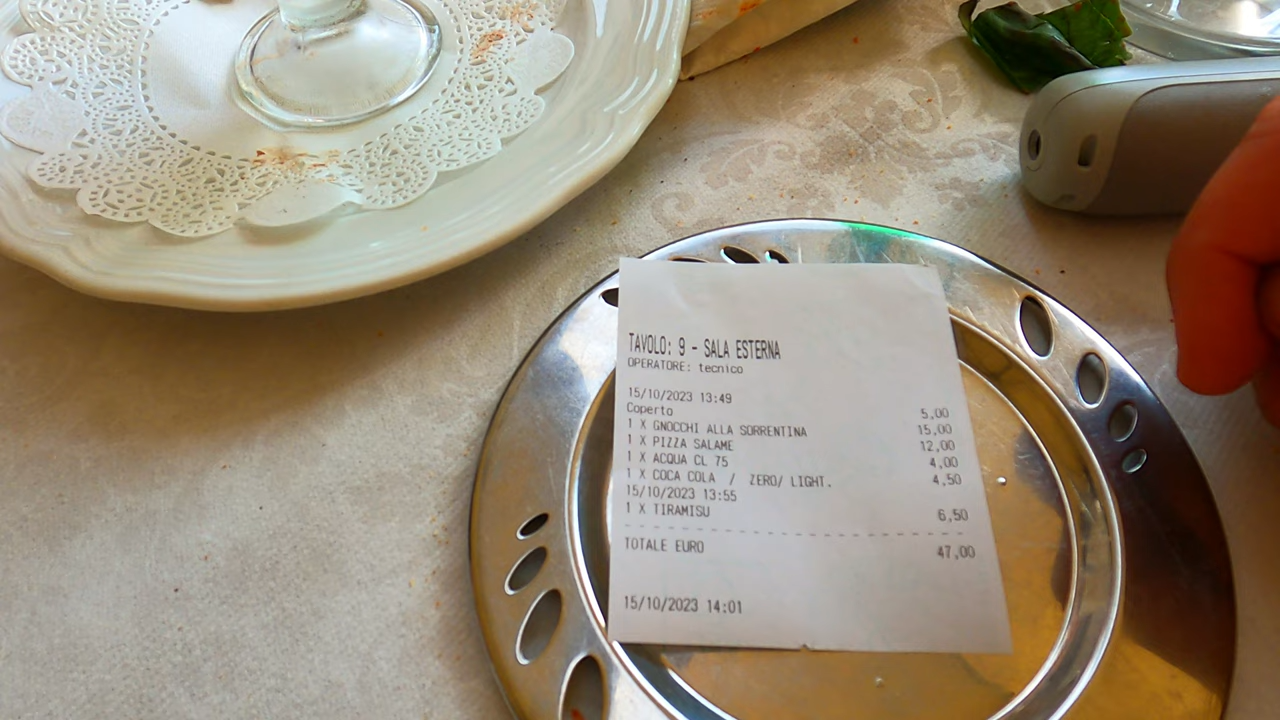 TAVOLO: 9 - SALA ESTERNA
OPERATORE: tecnico
15/10/2023 13:49
Coperto 5,00
1 X GNOCCHI ALLA SORRENTINA 15,00
1 X PIZZA SALAME 12,00
1 X ACQUA CL 75 4,00
1 X COCA COLA / ZERO/ LIGHT. 4,50
15/10/2023 13:55
1 X TIRAMISU 6,50
TOTALE EURO 47,00
15/10/2023 14:01